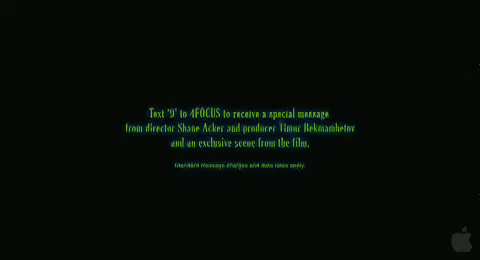 Text '9' to 4FOCUS to receive a special message
from director Shane Acker and producer Timur Bekmambetov
and an exclusive scene from the film.
Standard message charges and data rates apply.